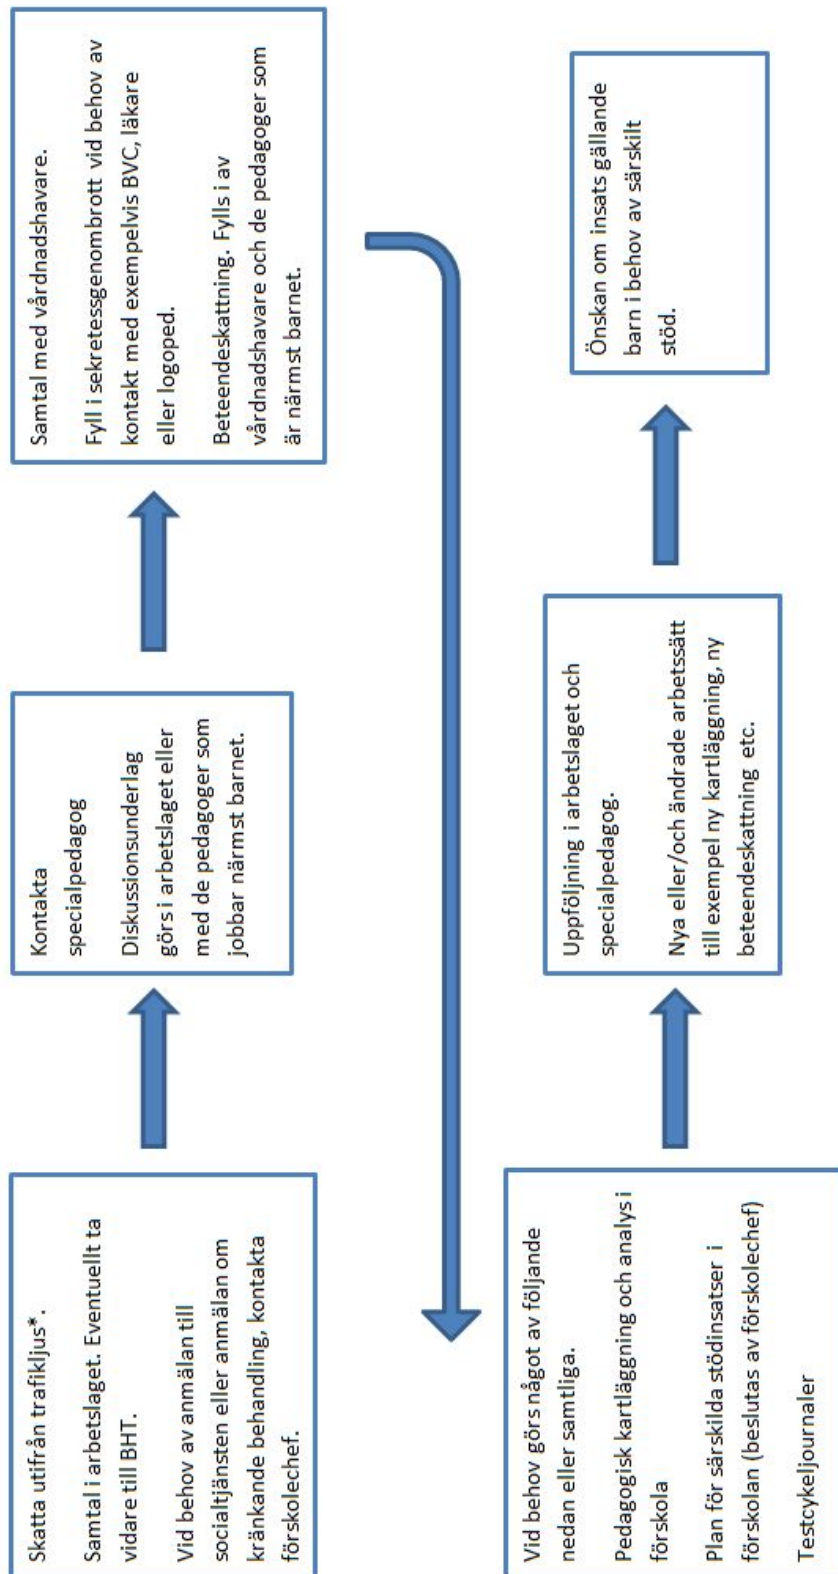 Skatta utifrån trafikljus*.
Samtal i arbetslaget. Eventuellt ta
vidare till BHT.
Vid behov av anmälan till
socialtjänsten eller anmälan om
kränkande behandling, kontakta
förskolechef.
Kontakta
specialpedagog
Diskussionsunderlag
görs i arbetslaget eller
med de pedagoger som
jobbar närmst barnet.
Samtal med vårdnadshavare.
Fyll i sekretessgenombrott vid behov av
kontakt med exempelvis BVC, läkare
eller logoped.
Beteendeskattning. Fylls i av
vårdnadshavare och de pedagoger som
är närmst barnet.
Vid behov görs något av följande
nedan eller samtliga.
Pedagogisk kartläggning och analys i
förskola
Plan för särskilda stödinsatser i
förskolan (beslutas av förskolechef)
Testcykeljournaler
Uppföljning i arbetslaget och
specialpedagog.
Nya eller/och ändrade arbetssätt
till exempel ny kartläggning, ny
beteendeskattning etc.
Önskan om insats gällande
barn i behov av särskilt
stöd.